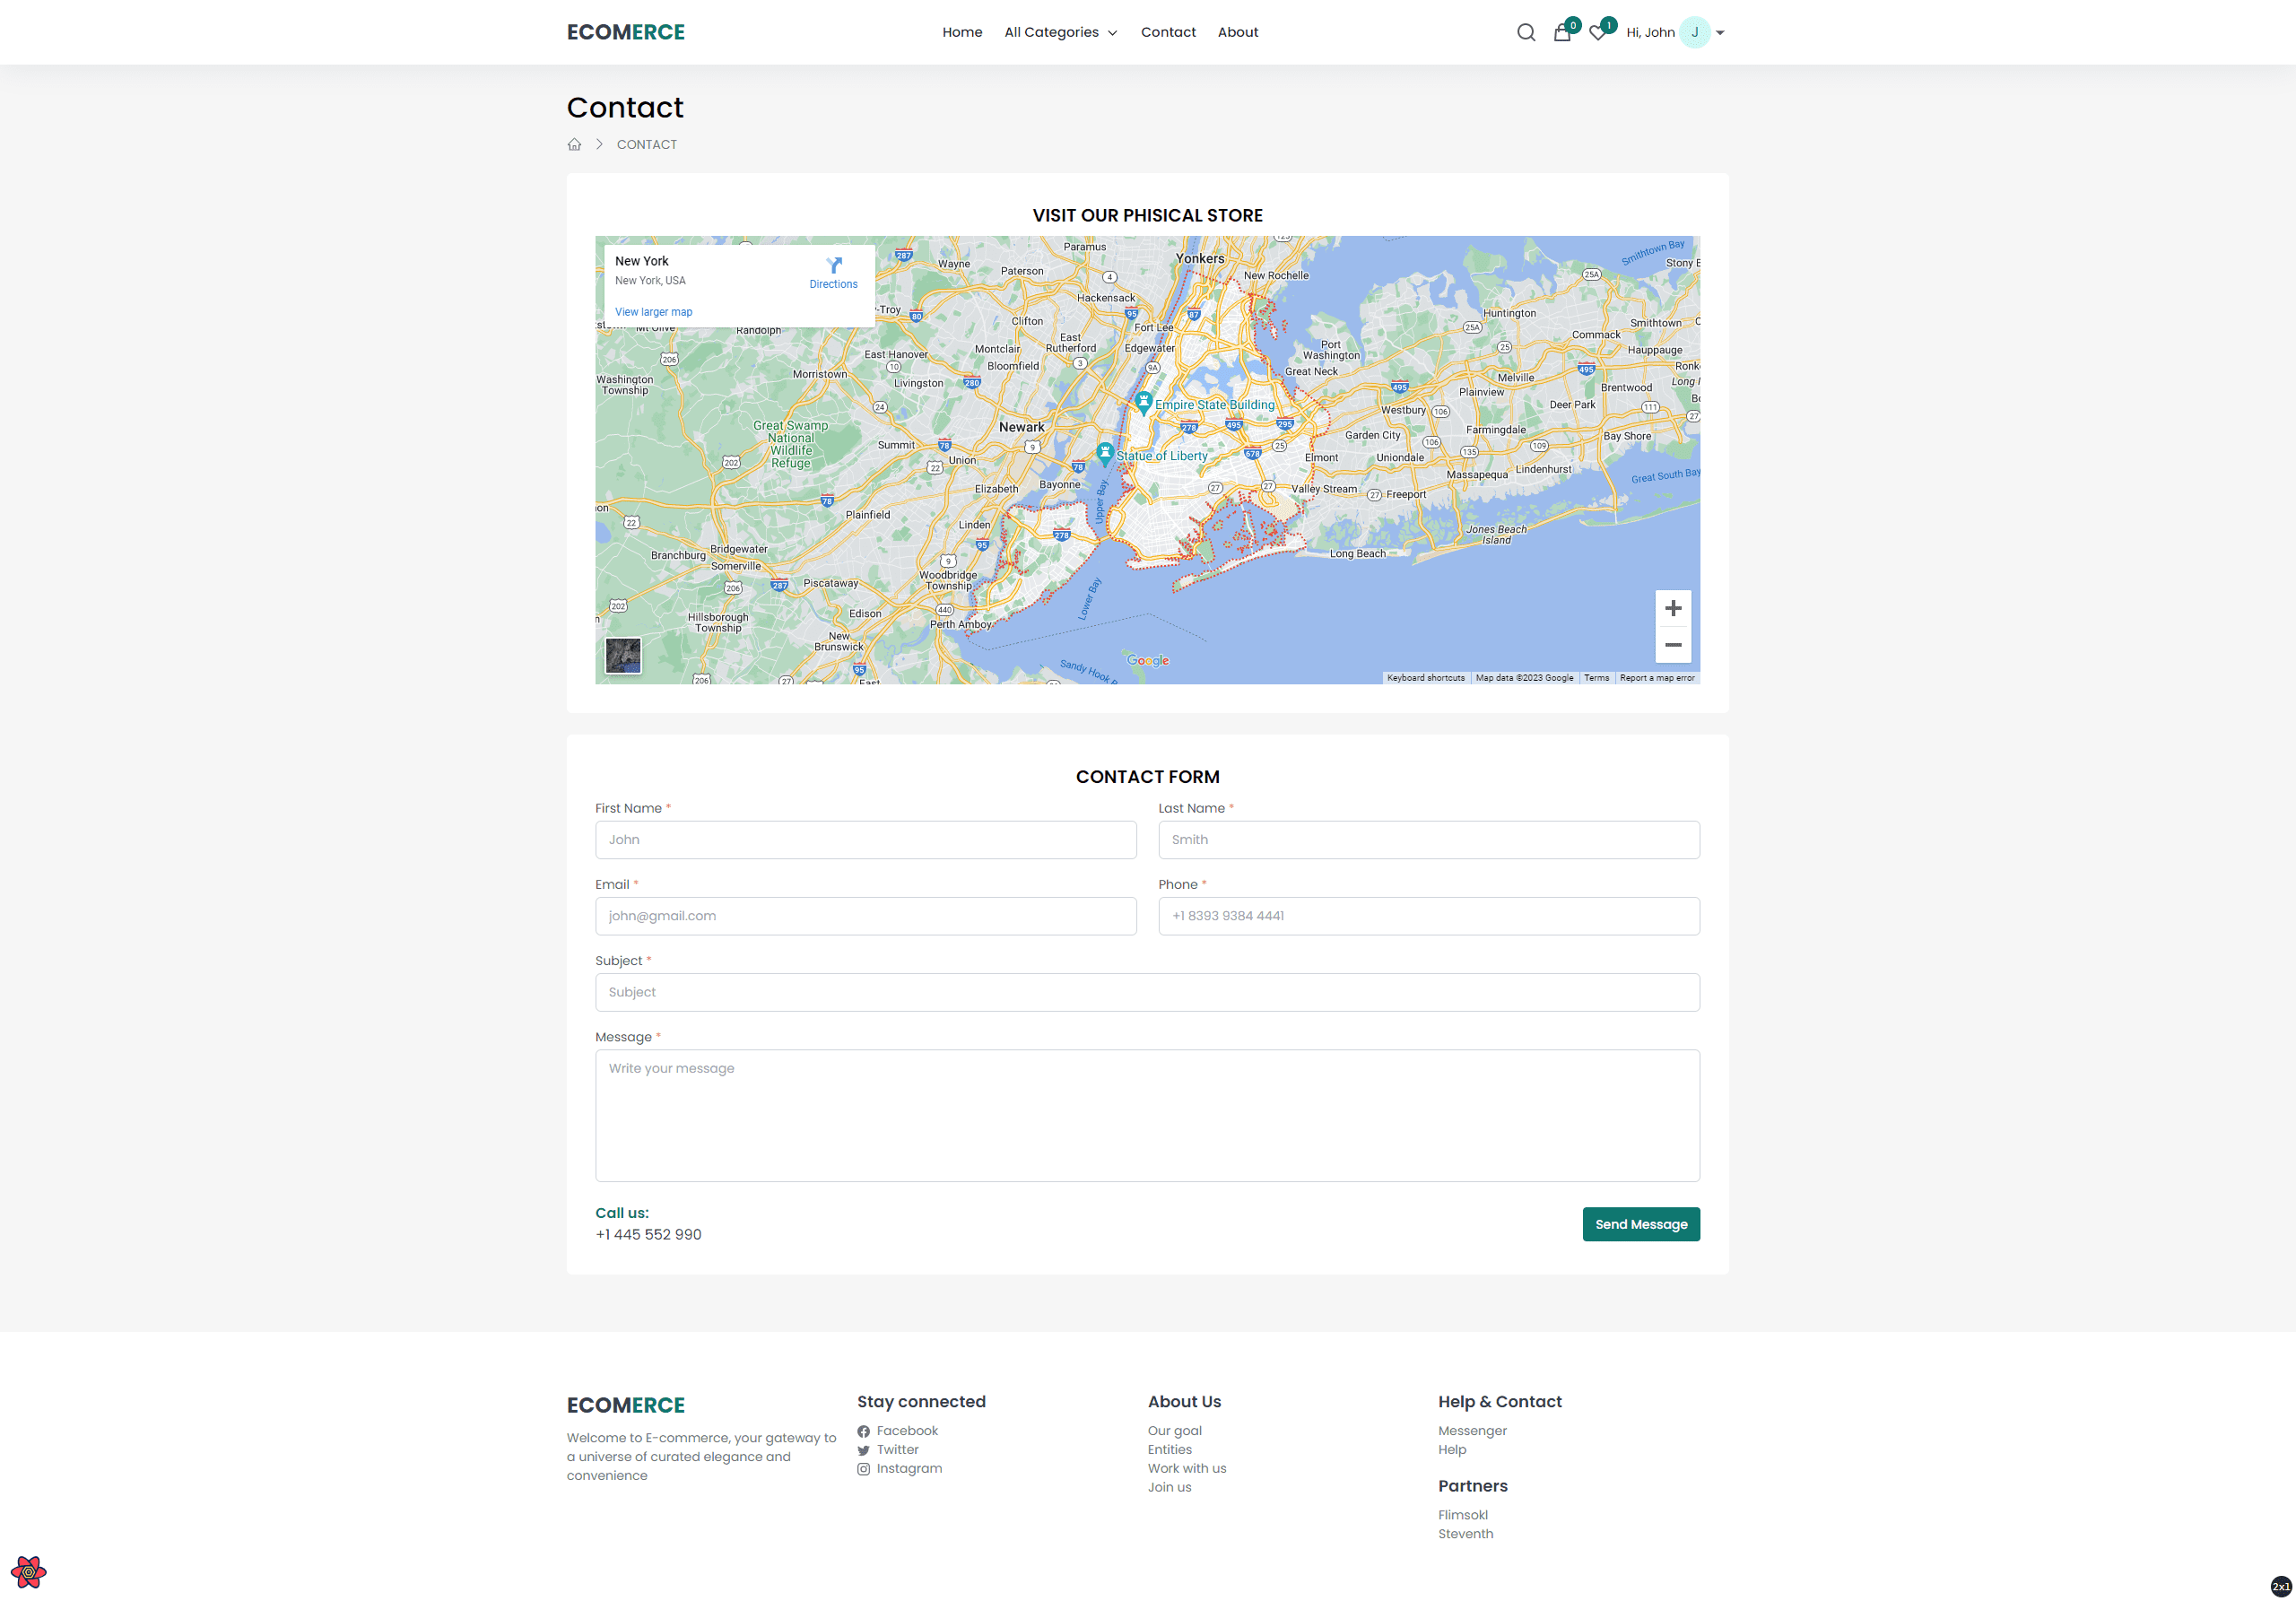 ECOMERCE
Home
All Categories
Contact
About
0
1
Hi, John
J
Contact
CONTACT
VISIT OUR PHISICAL STORE
New York
New York, USA
Directions
View larger map
Paramus
Yonkers
Smithtown Bay
Wayne
Paterson
New Rochelle
Stony
Hackensack
-Troy
Clifton
Fort Lee
Huntington
Randolph
East Rutherford
Edgewater
Port Washington
Commack
Smithtown
Hauppauge
East Hanover
Montclair
Bloomfield
Great Neck
Washington Township
Morristown
Livingston
Melville
Plainview
Brentwood
Empire State Building
Westbury
Deer Park
Great Swamp National Wildlife Refuge
Newark
Garden City
Farmingdale
Bay Shore
Summit
Union
Statue of Liberty
Elmont
Uniondale
Massapequa
Lindenhurst
Great South Bay
Elizabeth
Bayonne
Valley Stream
Freeport
Upper Bay
Plainfield
Linden
Jones Beach Island
Branchburg
Bridgewater
Somerville
Long Beach
Piscataway
Woodbridge Township
Lower Bay
Edison
Hillsborough Township
Perth Amboy
New Brunswick
Google
Sandy Hook
East
Keyboard shortcuts
Map data ©2023 Google
Terms
Report a map error
CONTACT FORM
First Name *
Last Name *
John
Smith
Email *
Phone *
john@gmail.com
+1 8393 9384 4441
Subject *
Subject
Message *
Write your message
Call us:
+1 445 552 990
Send Message
ECOMERCE
Welcome to E-commerce, your gateway to
a universe of curated elegance and
convenience
Stay connected
Facebook
Twitter
Instagram
About Us
Our goal
Entities
Work with us
Join us
Help & Contact
Messenger
Help
Partners
Flimsokl
Steventh
2x1